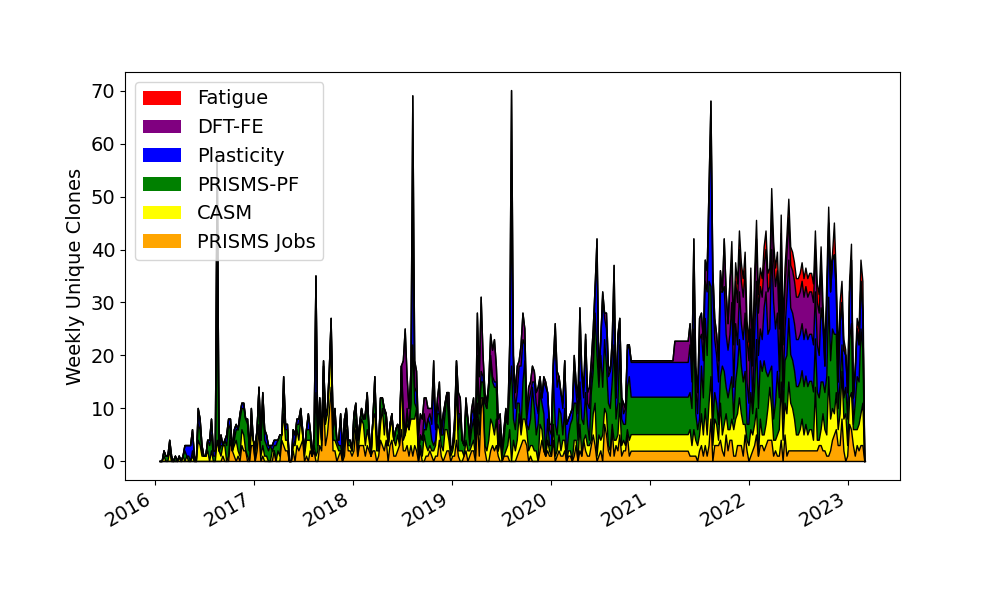 70
60
50
40
30
20
10
0
Weekly Unique Clones
Fatigue
DFT-FE
Plasticity
PRISMS-PF
CASM
PRISMS Jobs
2016
2017
2018
2019
2020
2021
2022
2023